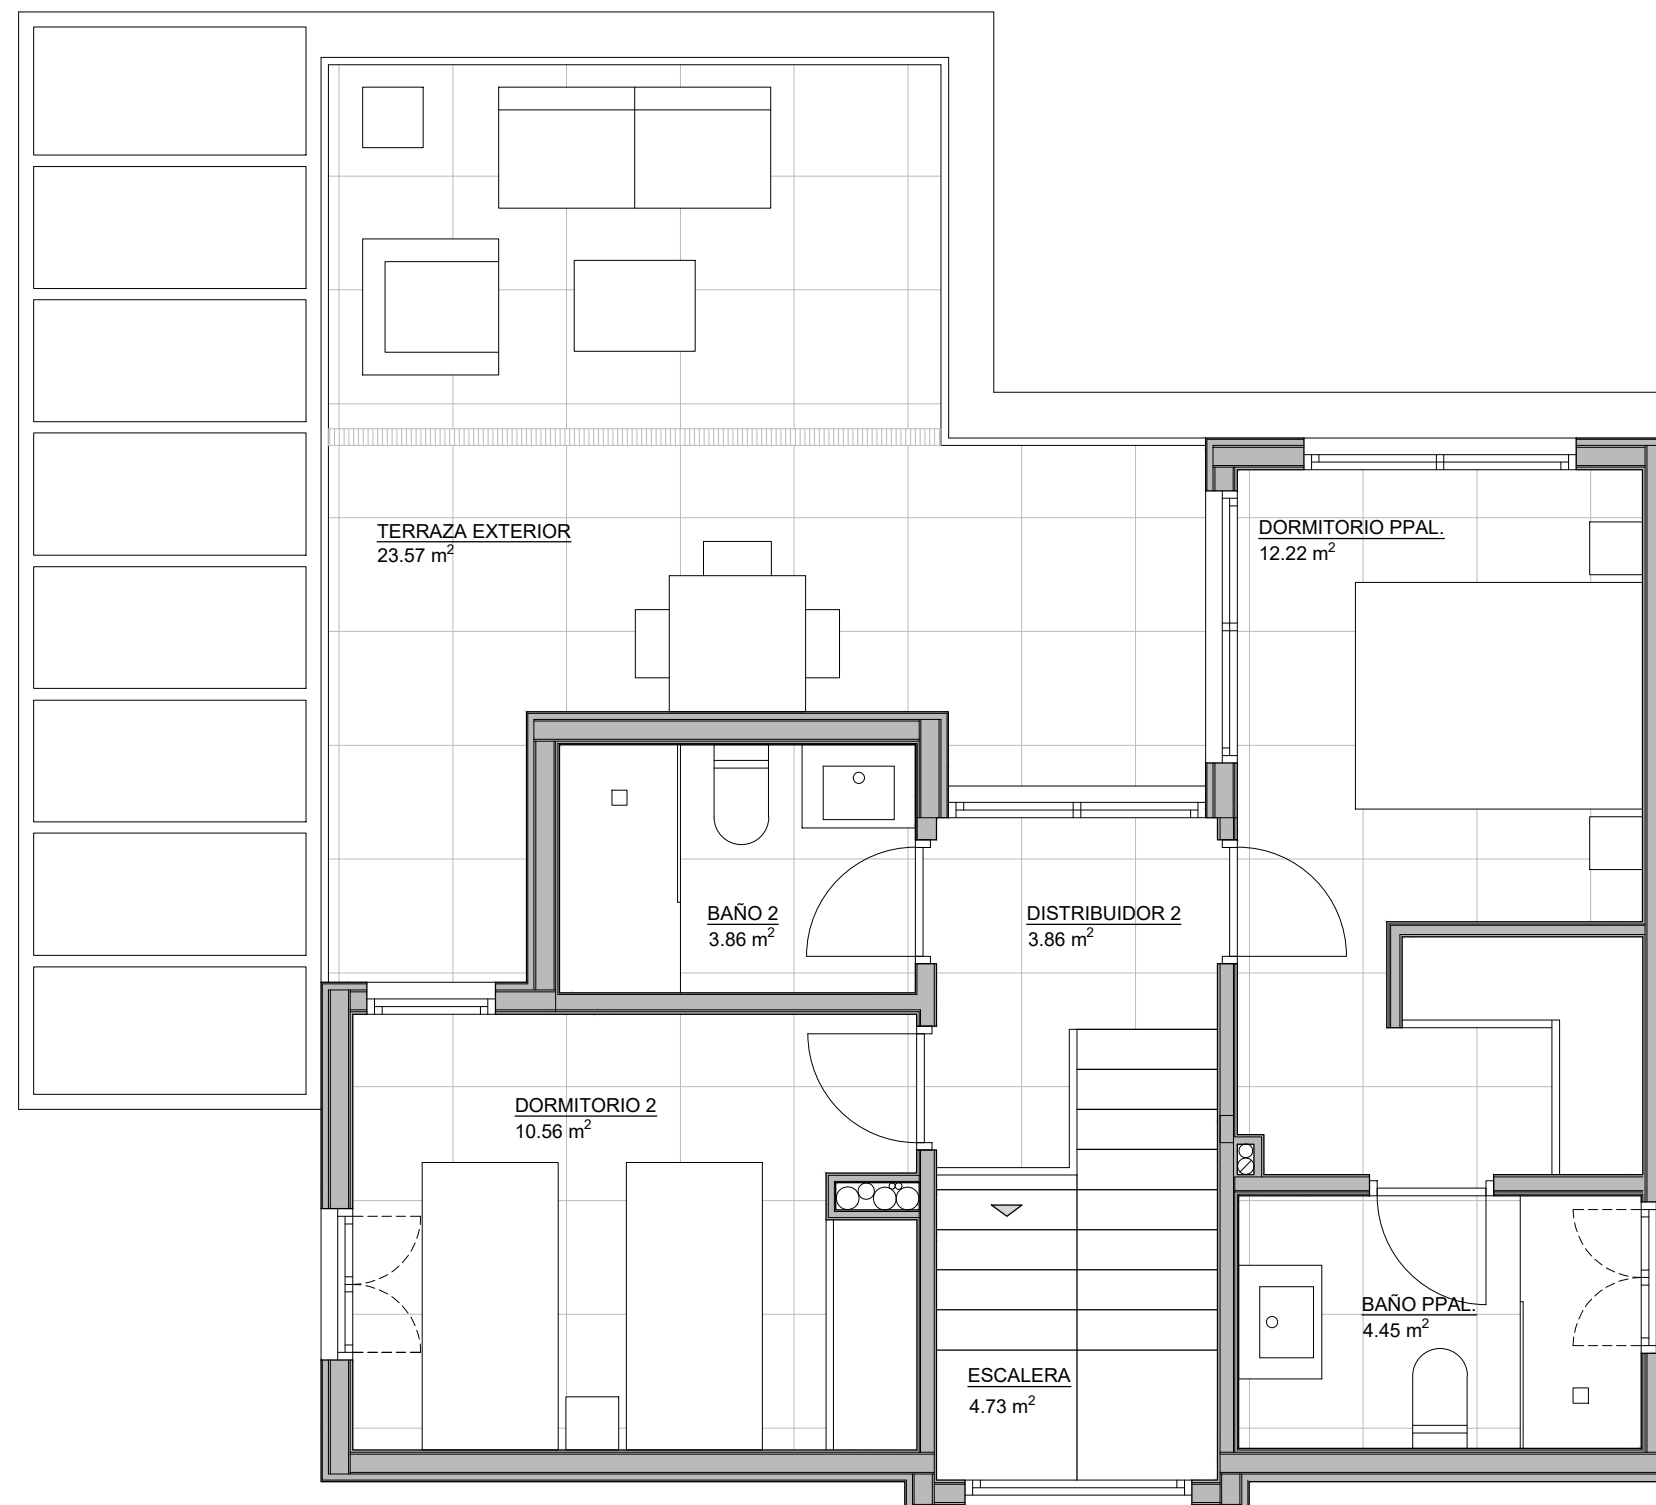 TERRAZA EXTERIOR
23.57 m²
DORMITORIO PPAL.
12.22 m²
BAÑO 2
3.86 m²
DISTRIBUIDOR 2
3.86 m²
DORMITORIO 2
10.56 m²
BAÑO PPAL.
4.45 m²
ESCALERA
4.73 m²